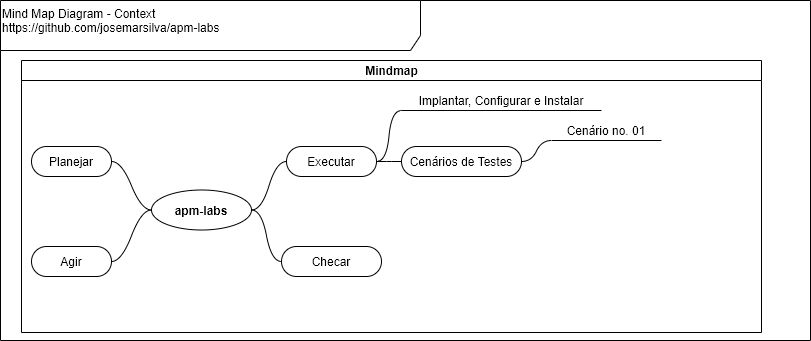 Mind Map Diagram - Context
https://github.com/josemarsilva/apm-labs
Mindmap
Implantar, Configurar e Instalar
Cenário no. 01
Planejar
Executar
Cenários de Testes
apm-labs
Agir
Checar